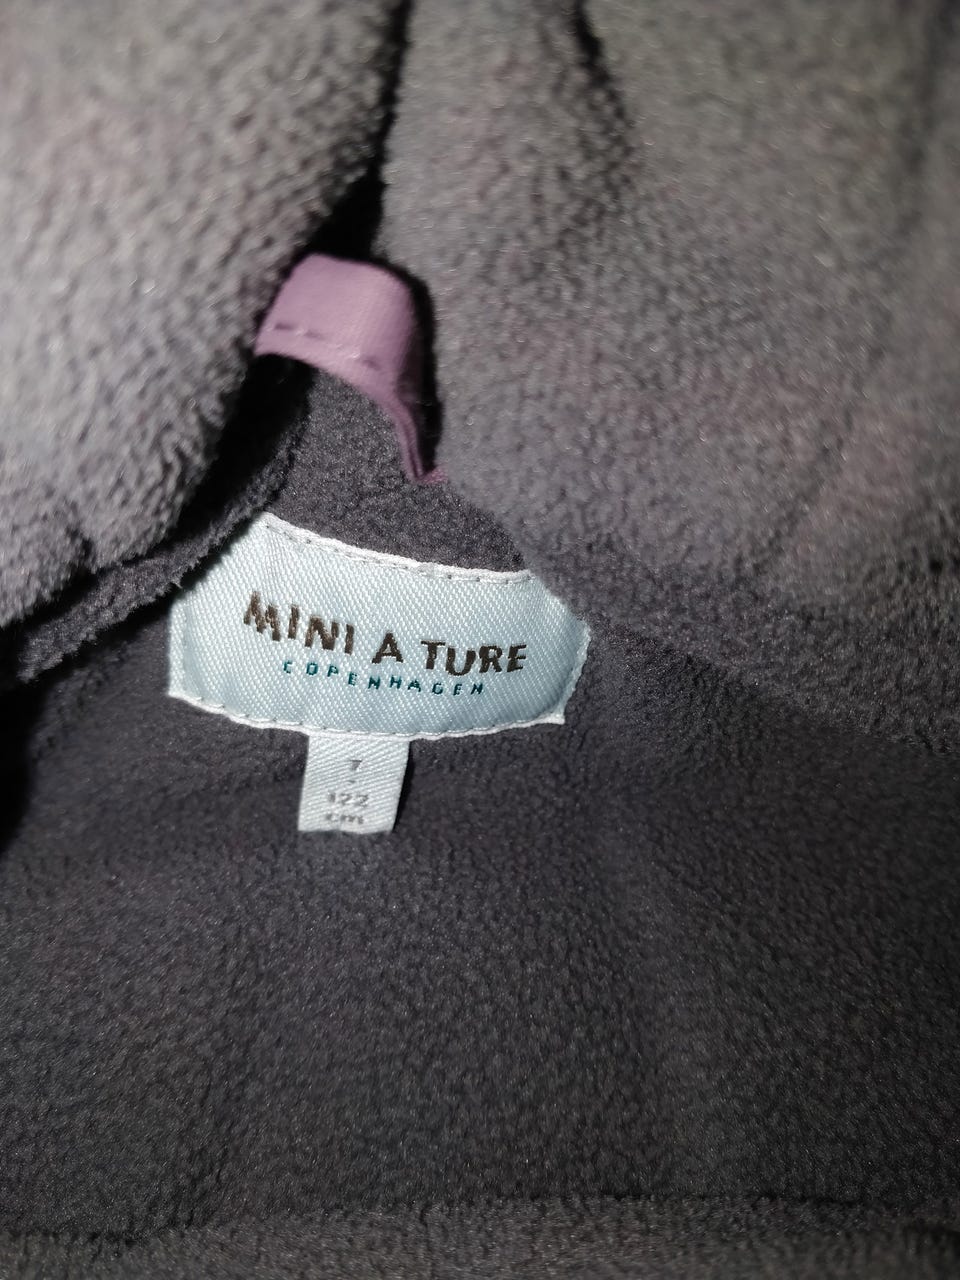 MINI A TURE
COPENHAGEN
7
-
122
cm